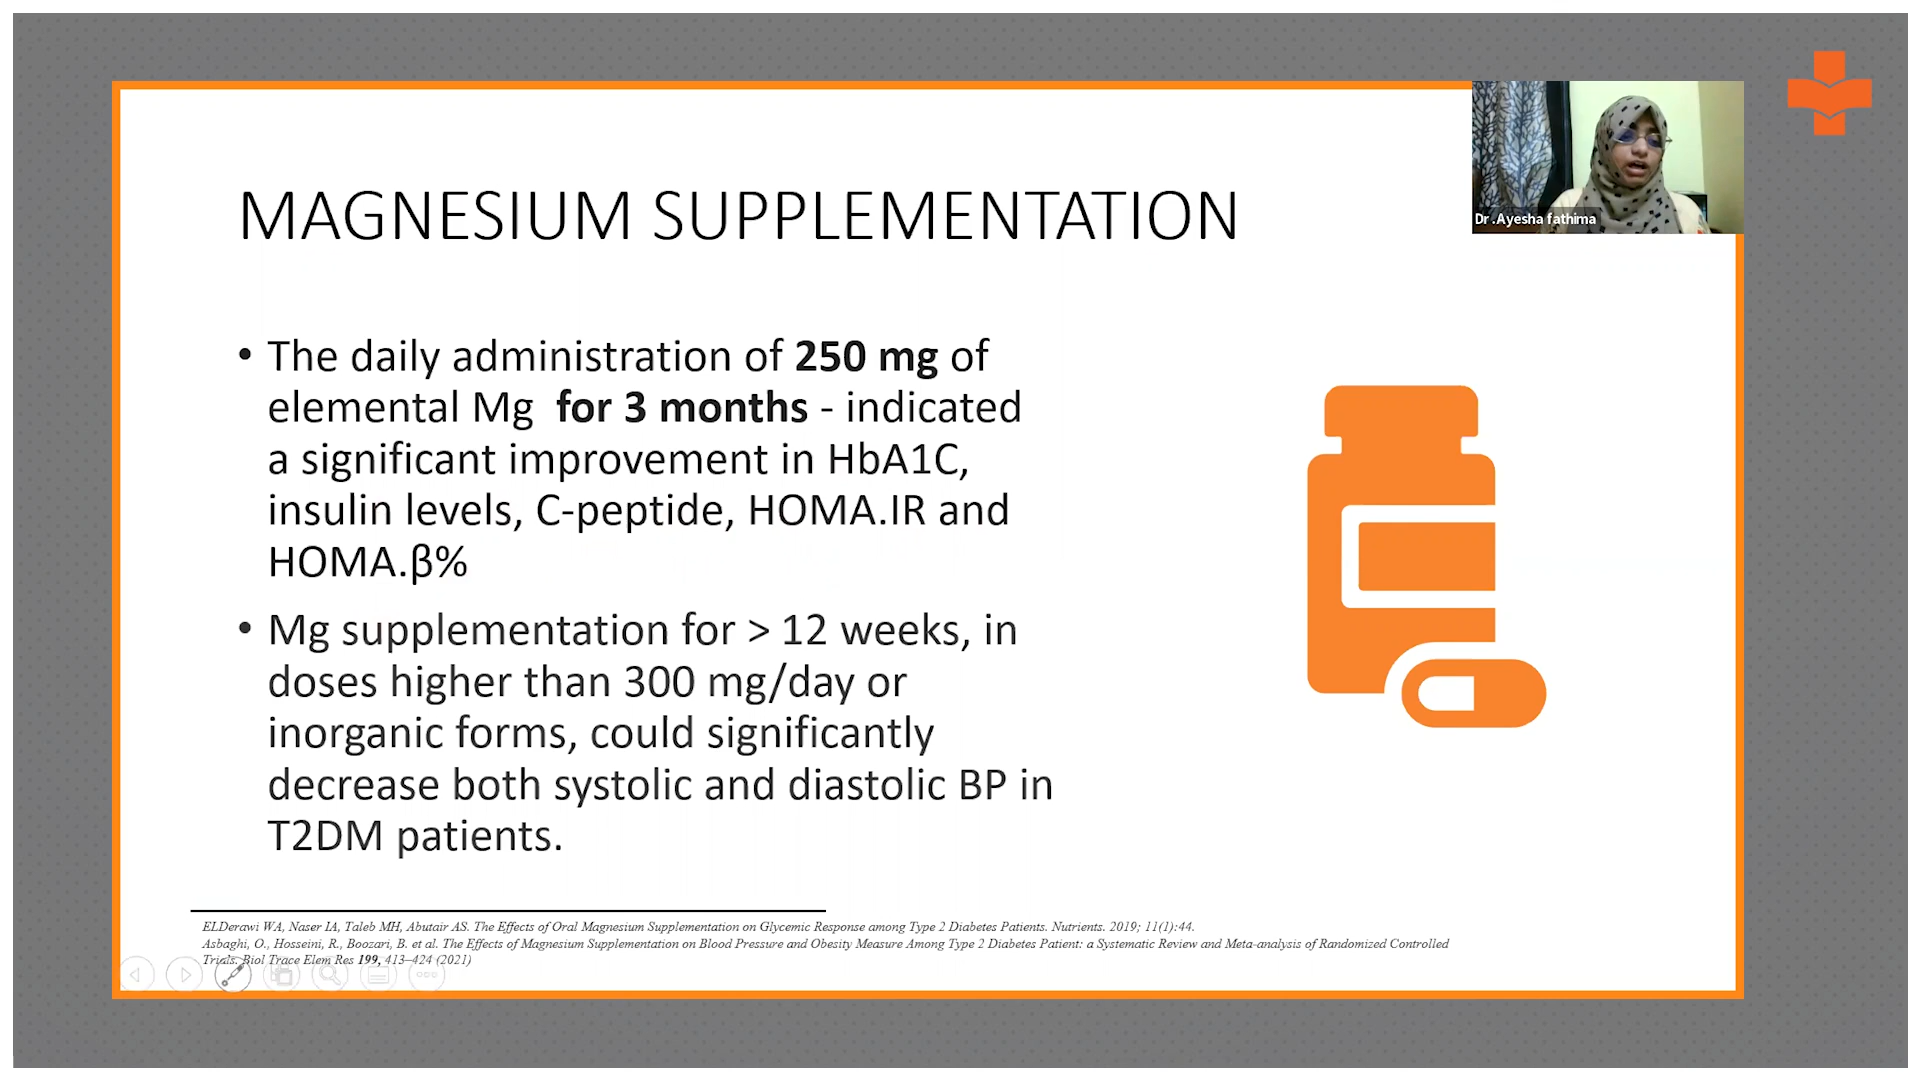 Dr .Ayesha fathima
MAGNESIUM SUPPLEMENTATION
• The daily administration of 250 mg of
elemental Mg  for 3 months - indicated
a significant improvement in HbA1C,
insulin levels, C-peptide, HOMA.IR and
HOMA.β%
• Mg supplementation for > 12 weeks, in
doses higher than 300 mg/day or
inorganic forms, could significantly
decrease both systolic and diastolic BP in
T2DM patients.
ELDerawi WA, Naser IA, Taleb MH, Abutair AS. The Effects of Oral Magnesium Supplementation on Glycemic Response among Type 2 Diabetes Patients. Nutrients. 2019; 11(1):44.
Asbaghi, O., Hosseini, R., Boozari, B. et al. The Effects of Magnesium Supplementation on Blood Pressure and Obesity Measure Among Type 2 Diabetes Patient: a Systematic Review and Meta-analysis of Randomized Controlled
Trials. Biol Trace Elem Res 199, 413–424 (2021)